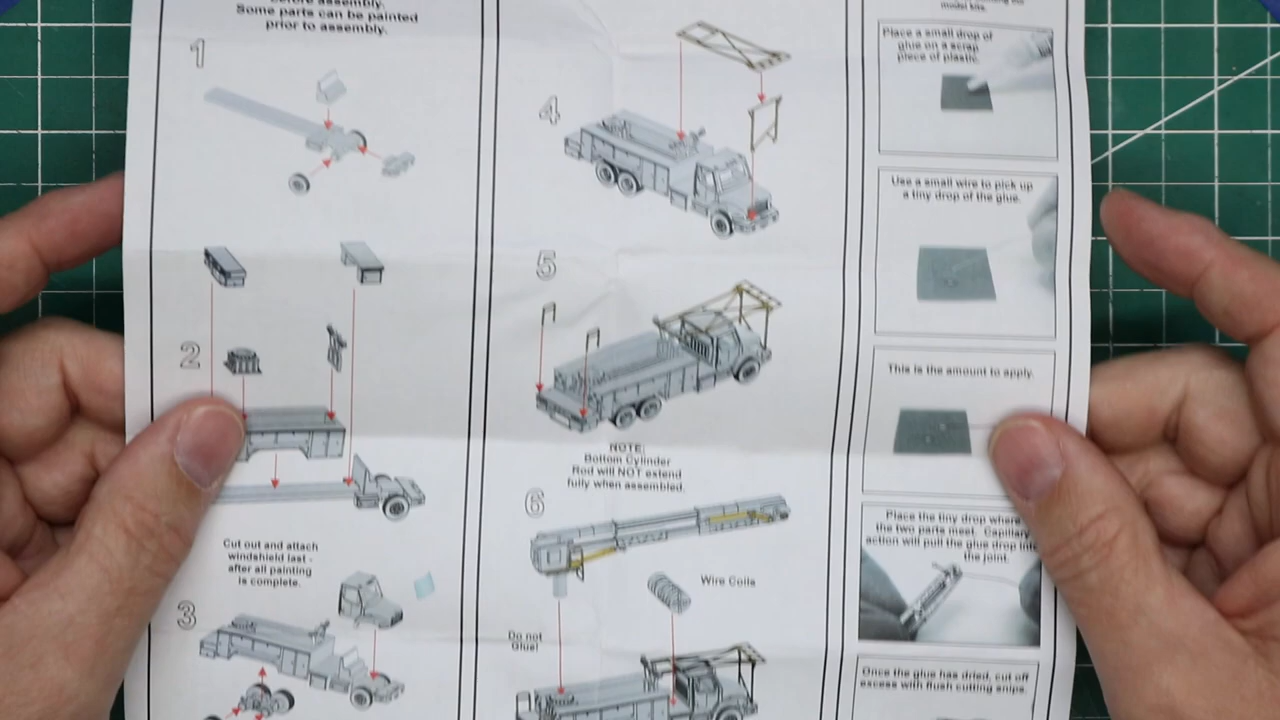 before assembly.
Some parts can be painted
prior to assembly.
1
2
Cut out and attach
windshield last -
after all painting
is complete.
3
4
5
NOTE:
Bottom Cylinder
Rod will NOT extend
fully when assembled.
6
Wire Coils
Do not
Glue!
model kits.
Place a small drop of
glue on a scrap
piece of plastic.
Use a small wire to pick up
a tiny drop of the glue.
This is the amount to apply.
Place the tiny drop where
the two parts meet. Capillary
action will pull the glue drop
the joint.
Once the glue has dried, cut off
excess with flush cutting snips.